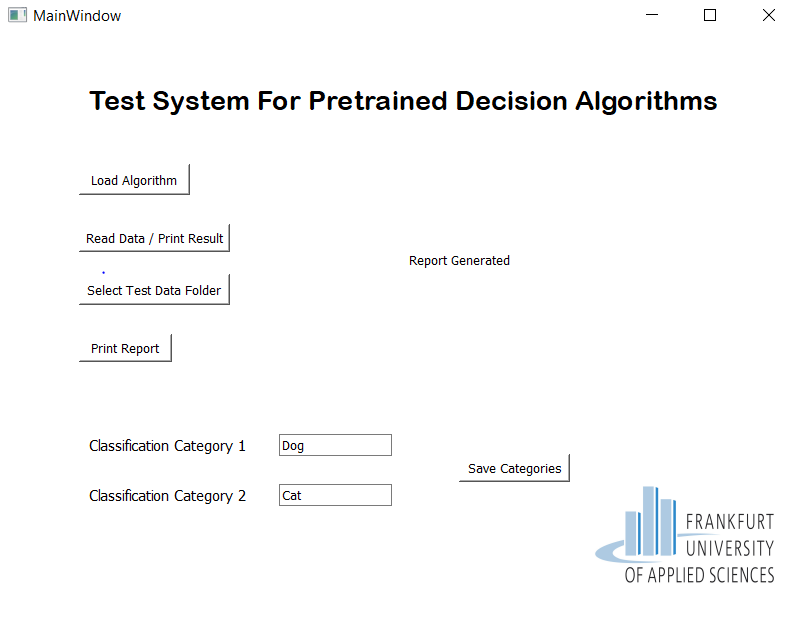 MainWindow
Test System For Pretrained Decision Algorithms
Load Algorithm
Read Data / Print Result
Report Generated
Select Test Data Folder
Print Report
Classification Category 1
Dog
Save Categories
Classification Category 2
Cat
FRANKFURT
UNIVERSITY
OF APPLIED SCIENCES